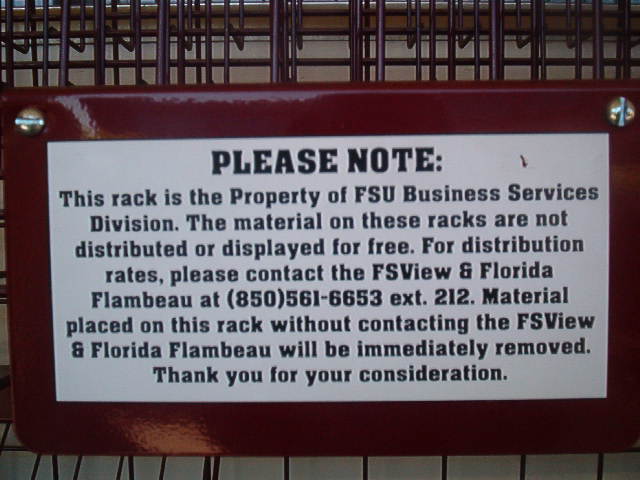 PLEASE NOTE:
This rack is the Property of FSU Business Services
Division. The material on these racks are not
distributed or displayed for free. For distribution
rates, please contact the FSView & Florida
Flambeau at (850)561-6653 ext. 212. Material
placed on this rack without contacting the FSView
& Florida Flambeau will be immediately removed.
Thank you for your consideration.